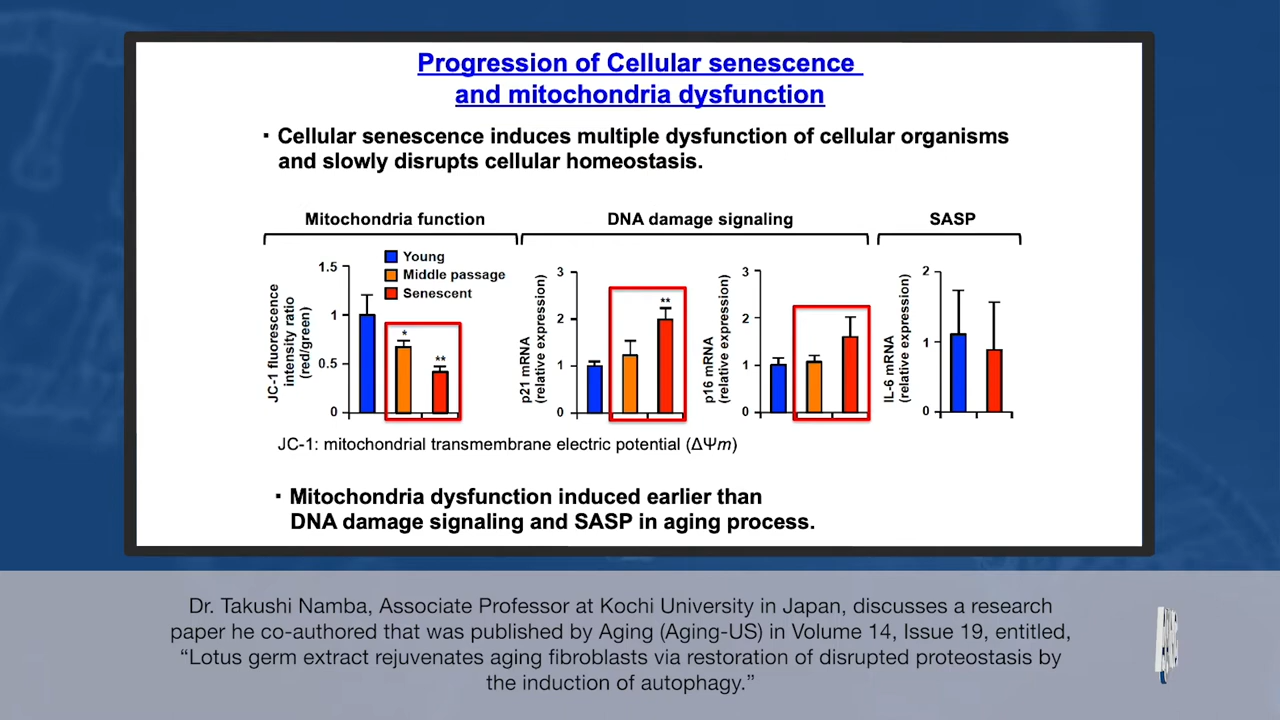 Progression of Cellular senescence
and mitochondria dysfunction
· Cellular senescence induces multiple dysfunction of cellular organisms
and slowly disrupts cellular homeostasis.
Mitochondria function
DNA damage signaling
SASP
Young
Middle passage
Senescent
JC-1 fluorescence
intensity ratio
(red/green)
1.5
1
0.5
0
*
**
p21 mRNA
(relative expression)
3
2
1
0
**
p16 mRNA
(relative expression)
3
2
1
0
IL-6 mRNA
(relative expression)
2
1
0
JC-1: mitochondrial transmembrane electric potential (ΔΨm)
· Mitochondria dysfunction induced earlier than
DNA damage signaling and SASP in aging process.
Dr. Takushi Namba, Associate Professor at Kochi University in Japan, discusses a research
paper he co-authored that was published by Aging (Aging-US) in Volume 14, Issue 19, entitled,
“Lotus germ extract rejuvenates aging fibroblasts via restoration of disrupted proteostasis by
the induction of autophagy.”